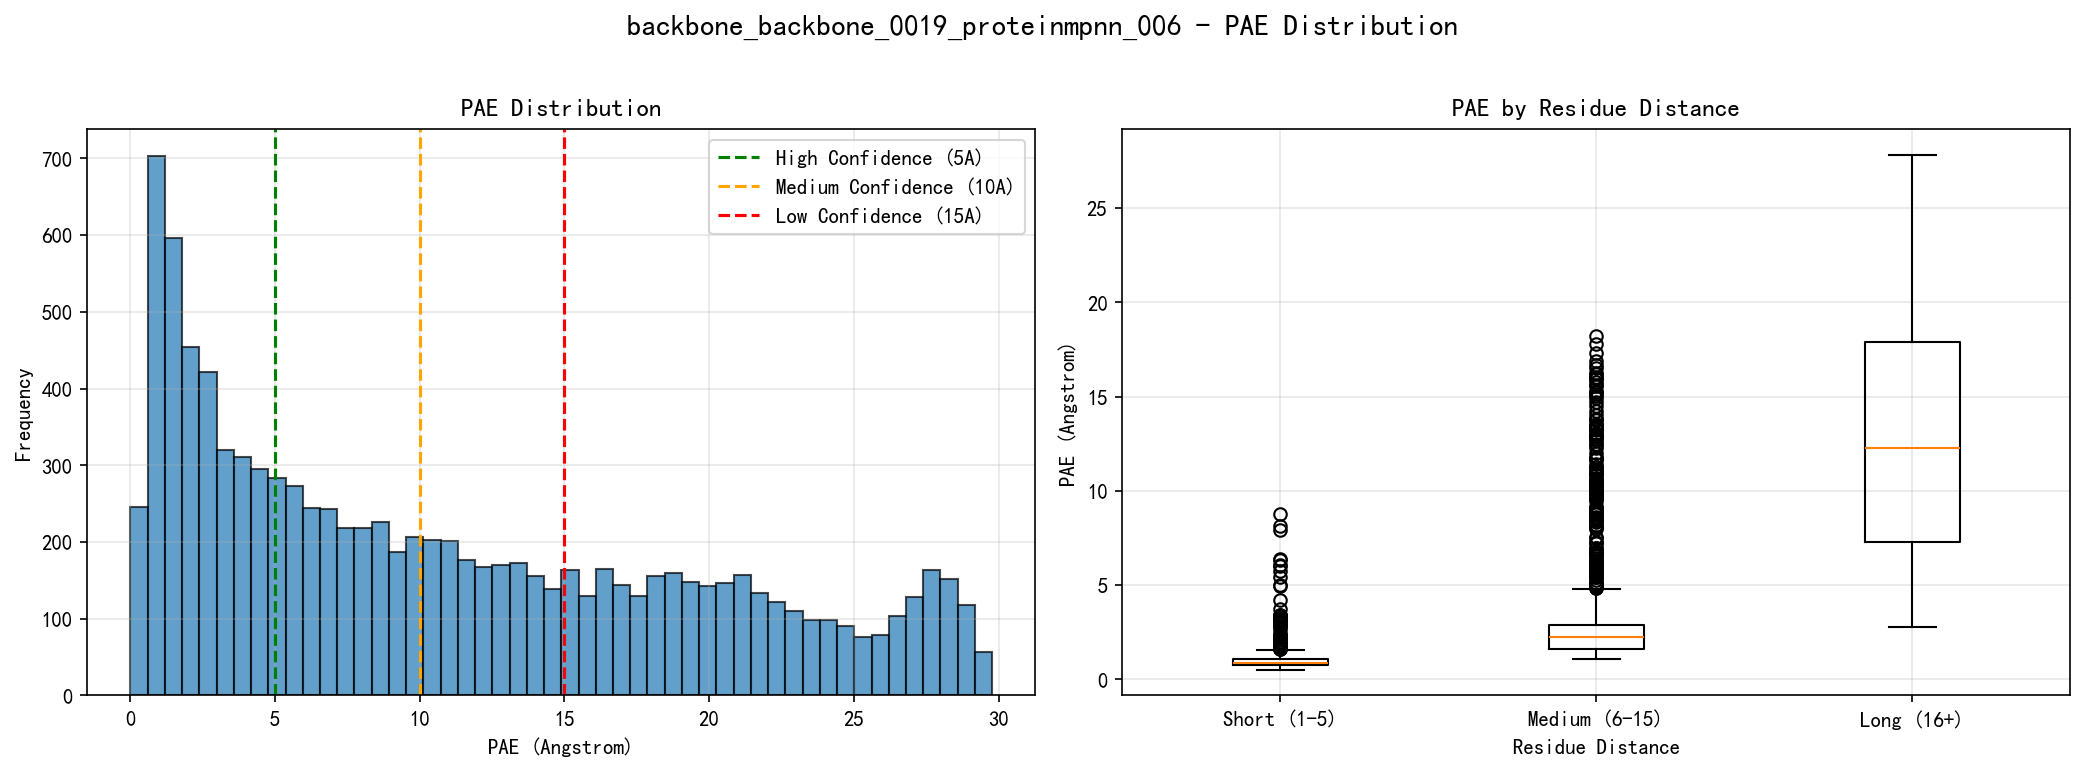 backbone_backbone_0019_proteinmpnn_006 - PAE Distribution
PAE Distribution
High Confidence (5A)
Medium Confidence (10A)
Low Confidence (15A)
700
600
500
400
300
200
100
0
Frequency
0
5
10
15
20
25
30
PAE (Angstrom)
PAE by Residue Distance
25
20
15
10
5
0
PAE (Angstrom)
Short (1-5)
Medium (6-15)
Long (16+)
Residue Distance